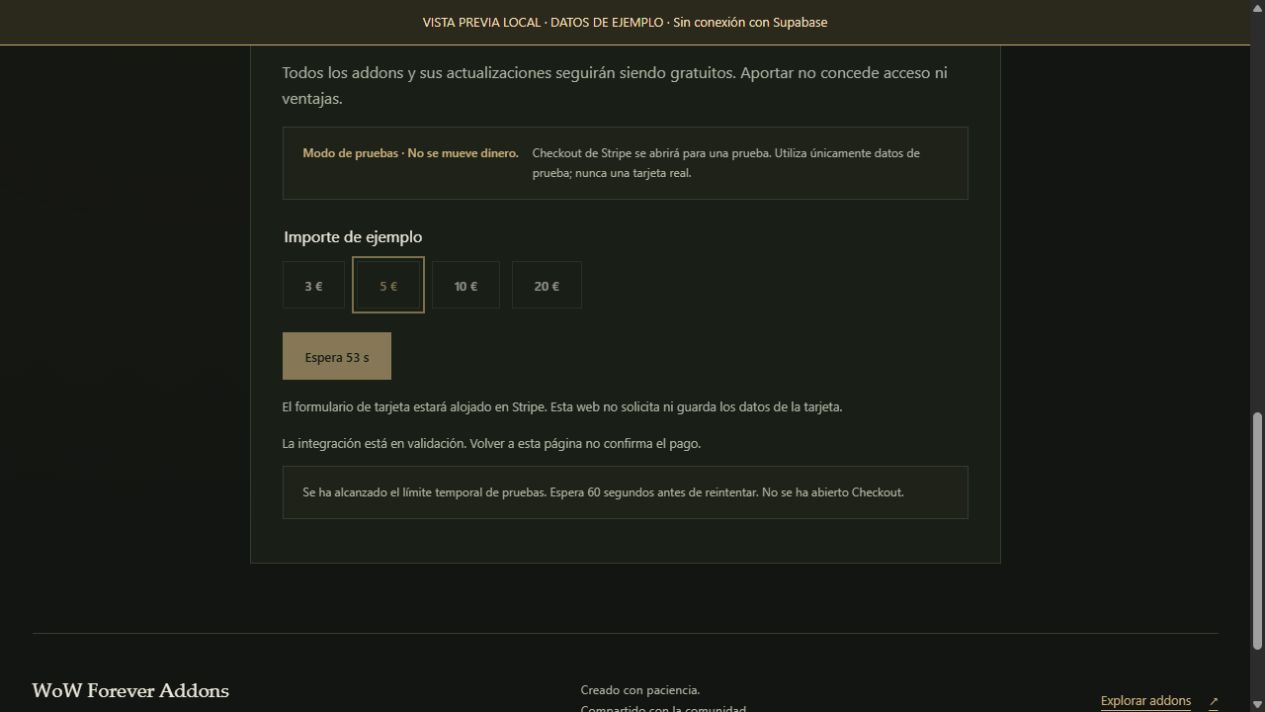 VISTA PREVIA LOCAL · DATOS DE EJEMPLO · Sin conexión con Supabase
Todos los addons y sus actualizaciones seguirán siendo gratuitos. Aportar no concede acceso ni
ventajas.
Modo de pruebas · No se mueve dinero.
Checkout de Stripe se abrirá para una prueba. Utiliza únicamente datos de
prueba; nunca una tarjeta real.
Importe de ejemplo
3 €
5 €
10 €
20 €
Espera 53 s
El formulario de tarjeta estará alojado en Stripe. Esta web no solicita ni guarda los datos de la tarjeta.
La integración está en validación. Volver a esta página no confirma el pago.
Se ha alcanzado el límite temporal de pruebas. Espera 60 segundos antes de reintentar. No se ha abierto Checkout.
WoW Forever Addons
Creado con paciencia.
Compartido con la comunidad
Explorar addons ↗